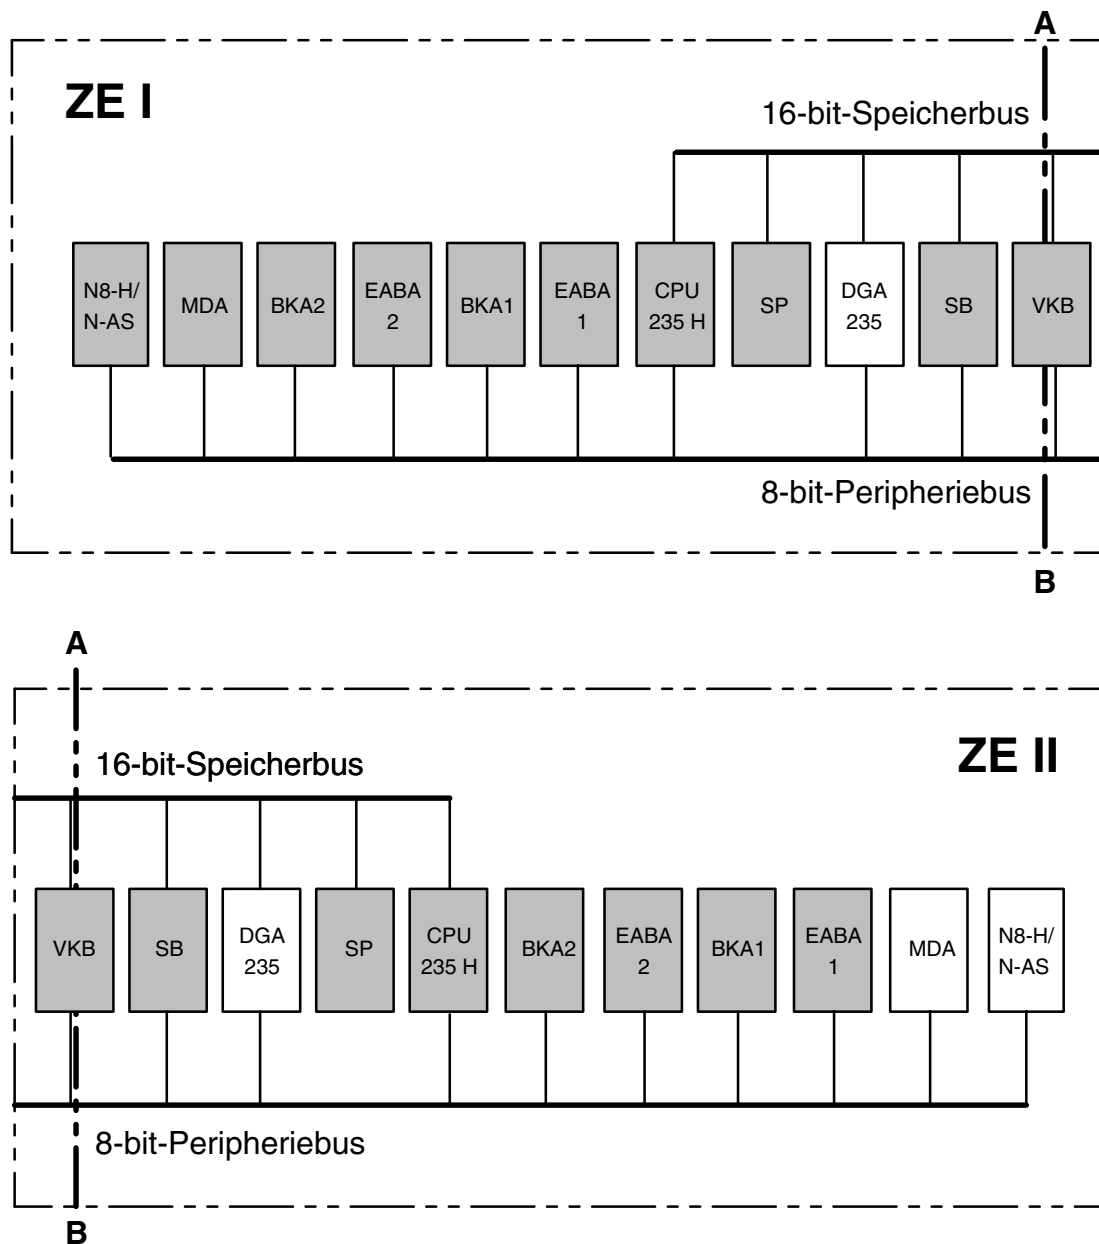 A
ZE I
16-bit-Speicherbus
N8-H/
N-AS
MDA
BKA2
EABA
2
BKA1
EABA
1
CPU
235 H
SP
DGA
235
SB
VKB
8-bit-Peripheriebus
B
A
ZE II
16-bit-Speicherbus
VKB
SB
DGA
235
SP
CPU
235 H
BKA2
EABA
2
BKA1
EABA
1
MDA
N8-H/
N-AS
8-bit-Peripheriebus
B